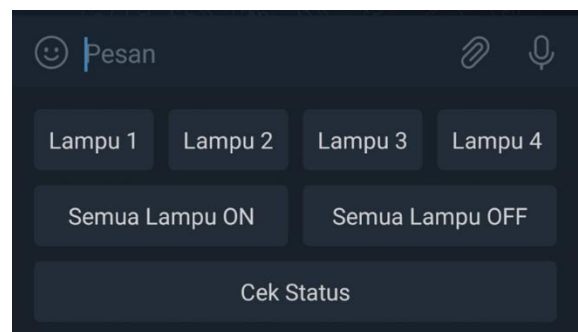 Pesan
Lampu 1 Lampu 2 Lampu 3 Lampu 4
Semua Lampu ON Semua Lampu OFF
Cek Status